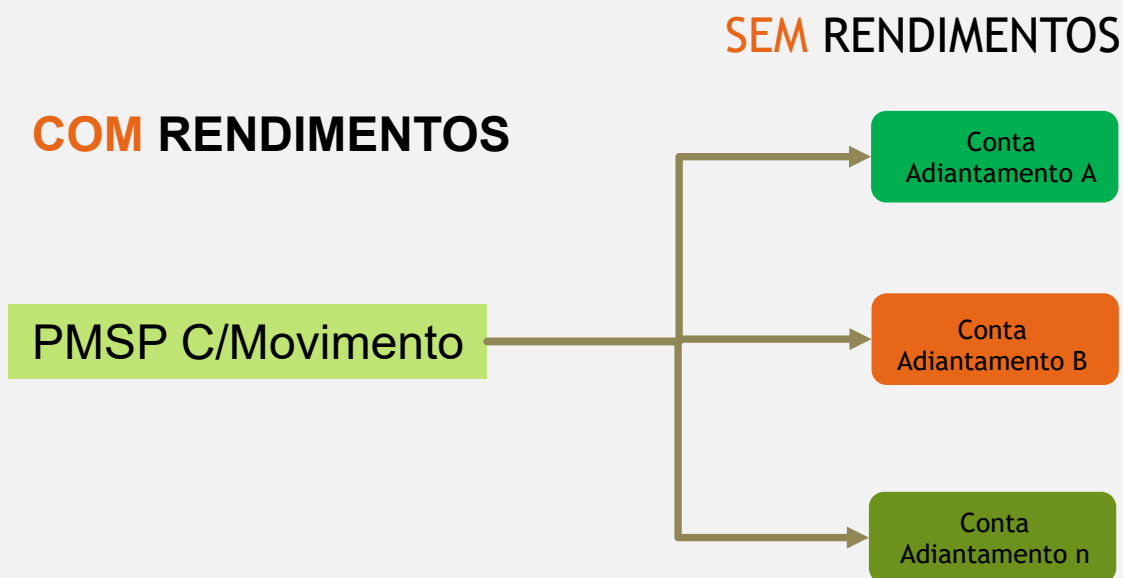 SEM RENDIMENTOS
COM RENDIMENTOS
Conta
Adiantamento A
PMSP C/Movimento
Conta
Adiantamento B
Conta
Adiantamento n